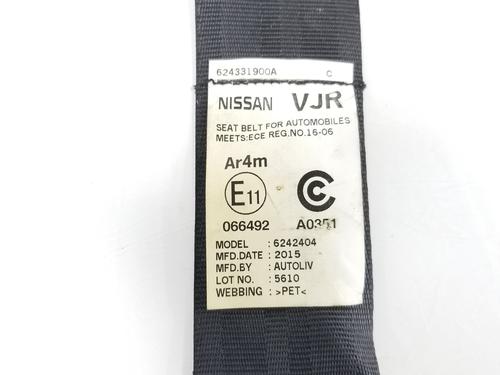 624331900A C
NISSAN VJR
SEAT BELT FOR AUTOMOBILES
MEETS:ECE REG.NO.16-06
Ar4m
E11
066492 A0351
MODEL : 6242404
MFD.DATE : 2015
MFD.BY : AUTOLIV
LOT NO. : 5610
WEBBING : >PET<